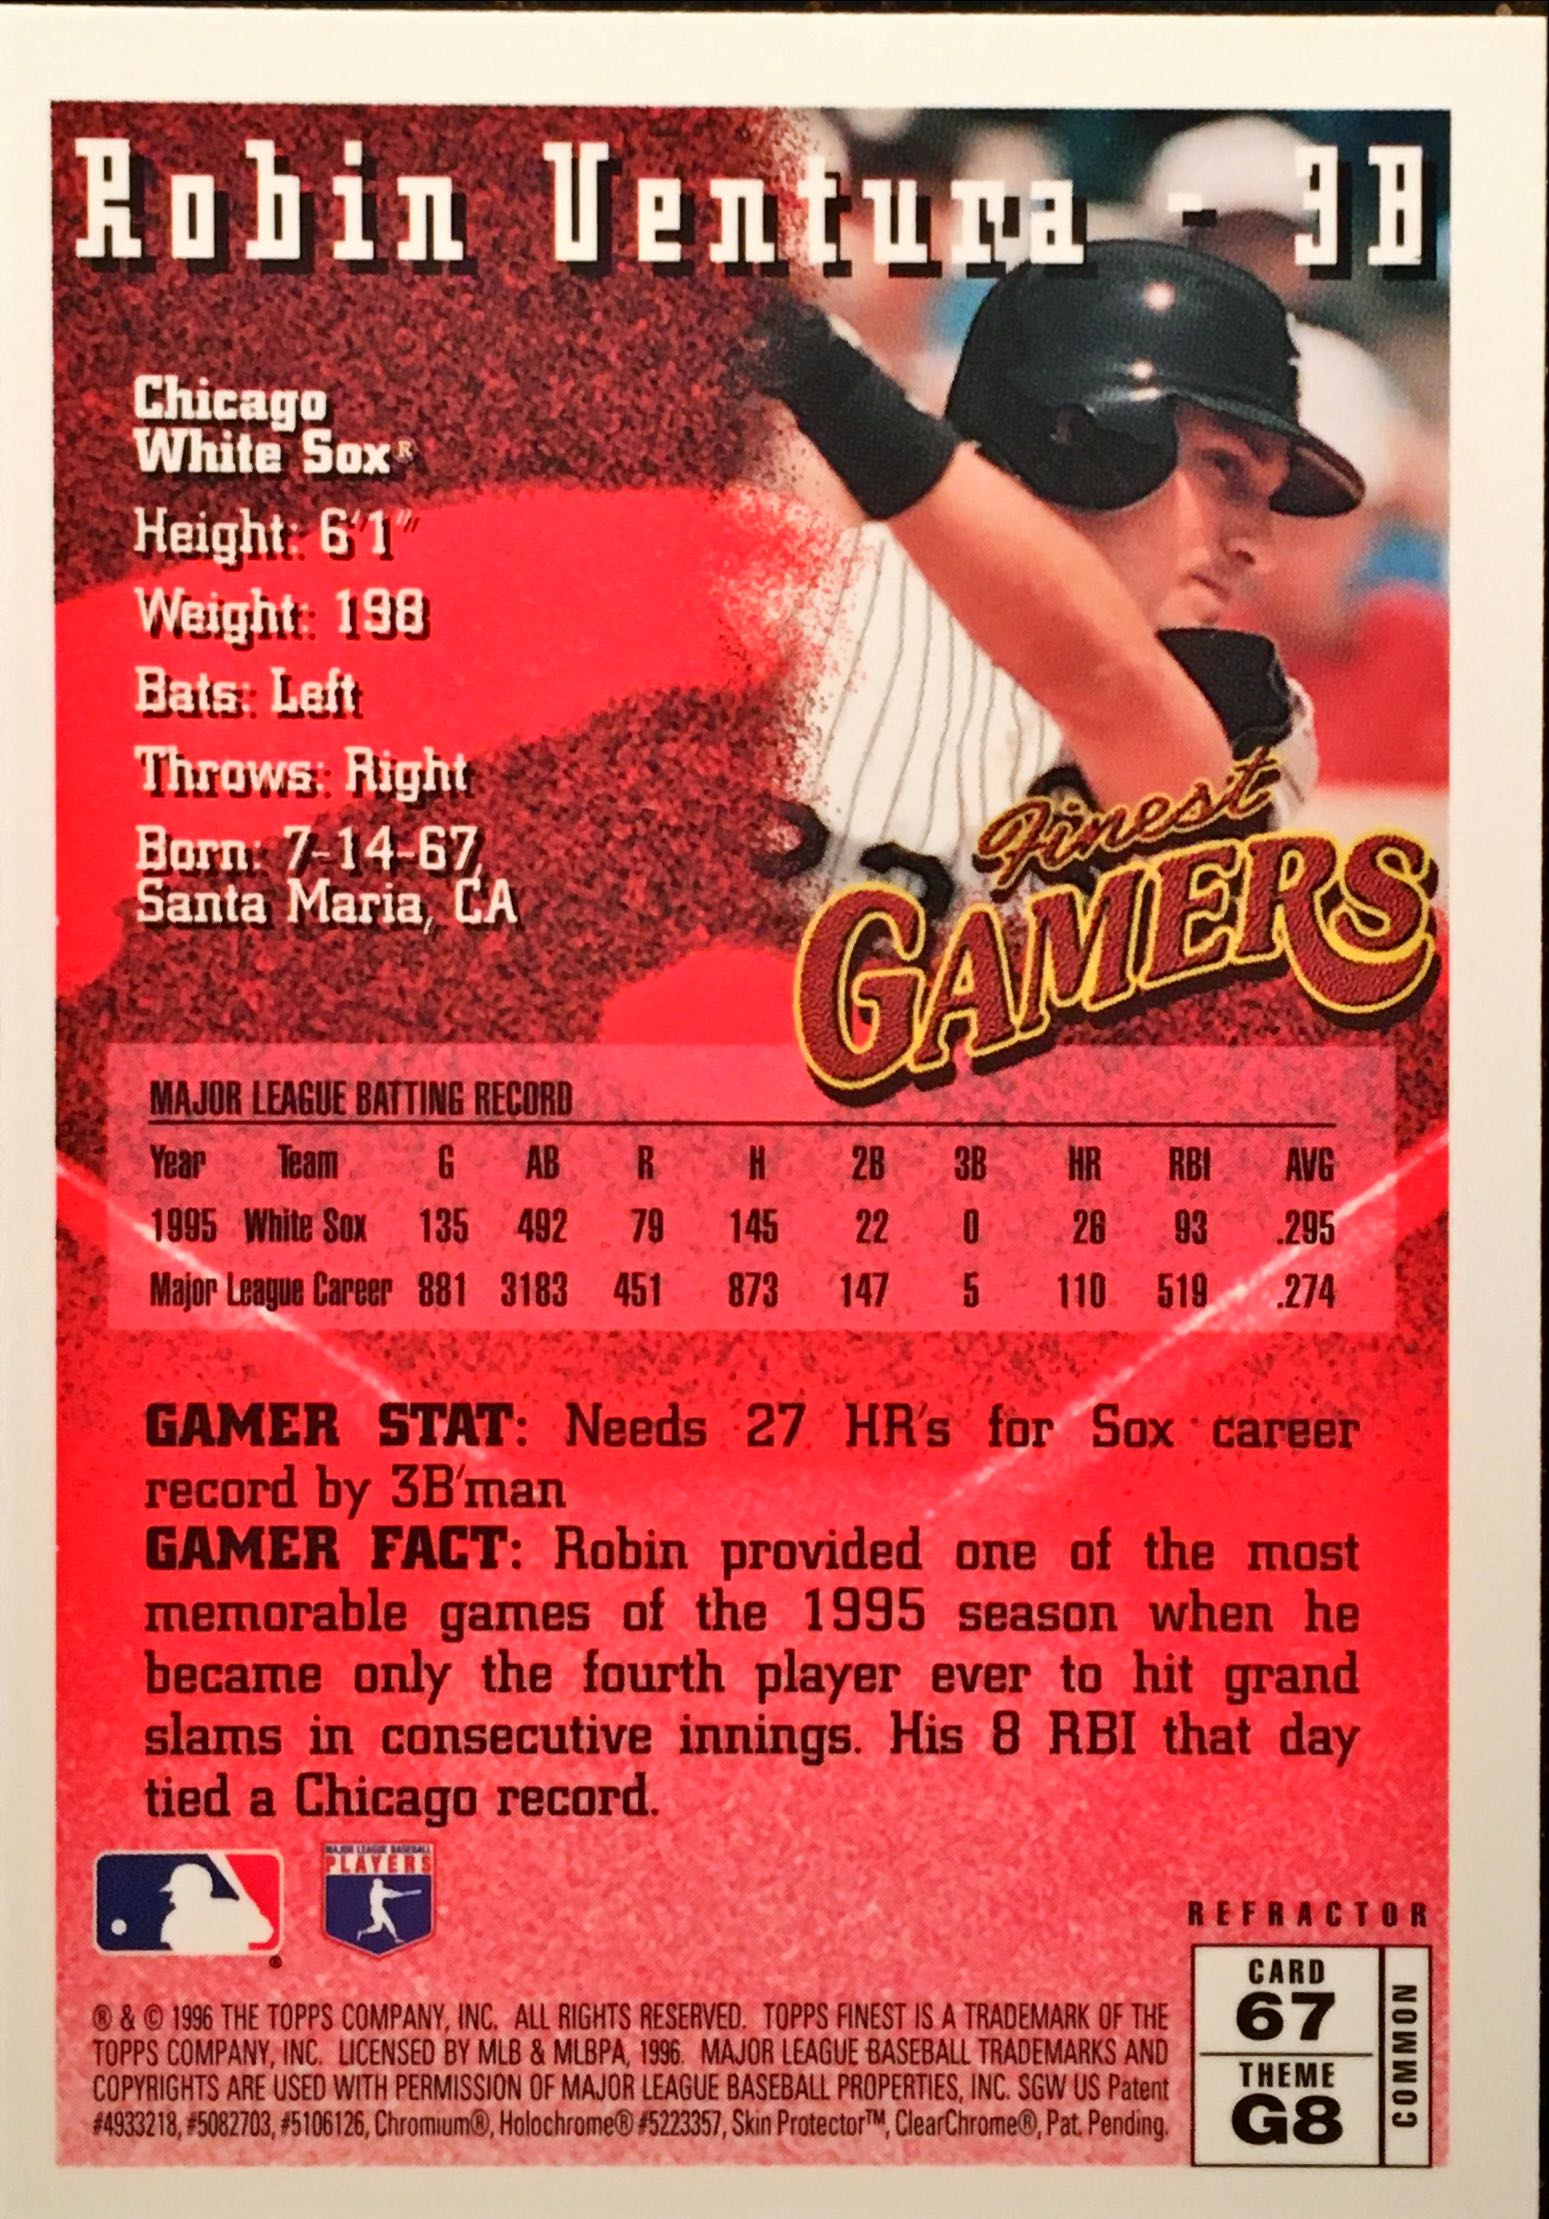 Robin Ventura - 3B
Chicago
White Sox®
Height: 6'1"
Weight: 198
Bats: Left
Throws: Right
Born: 7-14-67,
Santa Maria, CA
Finest
GAMERS
MAJOR LEAGUE BATTING RECORD
Year Team G AB R H 2B 3B HR RBI AVG
1995 White Sox 135 492 79 145 22 0 26 93 .295
Major League Career 881 3183 451 873 147 5 110 519 .274
GAMER STAT: Needs 27 HR's for Sox career
record by 3B'man
GAMER FACT: Robin provided one of the most
memorable games of the 1995 season when he
became only the fourth player ever to hit grand
slams in consecutive innings. His 8 RBI that day
tied a Chicago record.
MAJOR LEAGUE BASEBALL
PLAYERS
®
REFRACTOR
CARD
67
THEME
G8
COMMON
® & © 1996 THE TOPPS COMPANY, INC. ALL RIGHTS RESERVED. TOPPS FINEST IS A TRADEMARK OF THE
TOPPS COMPANY, INC. LICENSED BY MLB & MLBPA, 1996. MAJOR LEAGUE BASEBALL TRADEMARKS AND
COPYRIGHTS ARE USED WITH PERMISSION OF MAJOR LEAGUE BASEBALL PROPERTIES, INC. SGW US Patent
#4933218, #5082703, #5106126, Chromium®, Holochrome® #5223357, Skin Protector™, ClearChrome®, Pat. Pending.